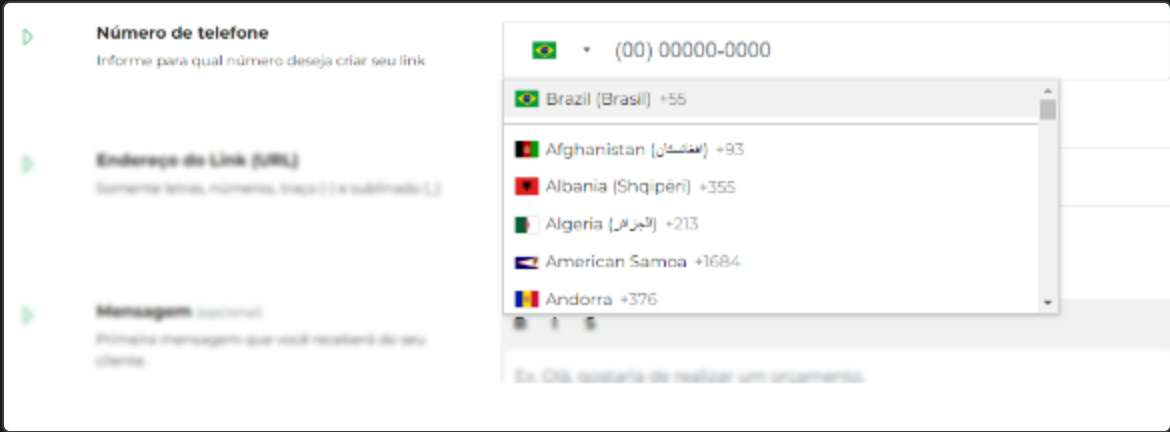 Número de telefone
Informe para qual número deseja criar seu link
(00) 00000-0000
Brazil (Brasil) +55
Afghanistan (‫افغانستان‬‎) +93
Albania (Shqipëri) +355
Algeria (‫الجزائر‬‎) +213
American Samoa +1684
Andorra +376
Endereço do Link (URL)
Somente letras, números, traço (-) e sublinado (_)
Mensagem (opcional)
Primeira mensagem que você receberá do seu
cliente.
B I S
Ex. Olá, gostaria de realizar um orçamento.